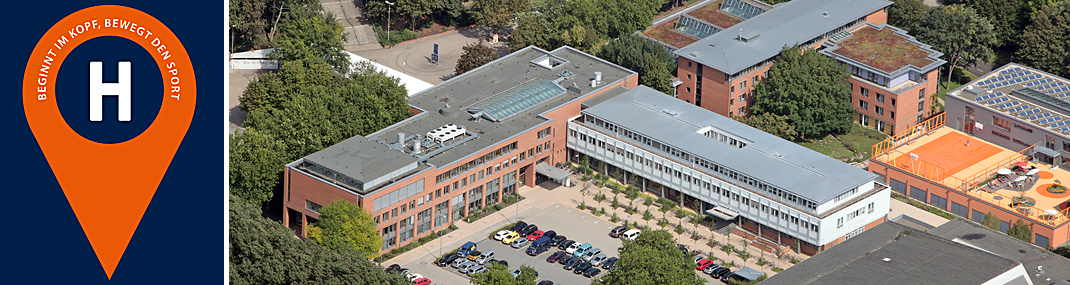 BEGINNT IM KOPF, BEWEGT DEN SPORT
H